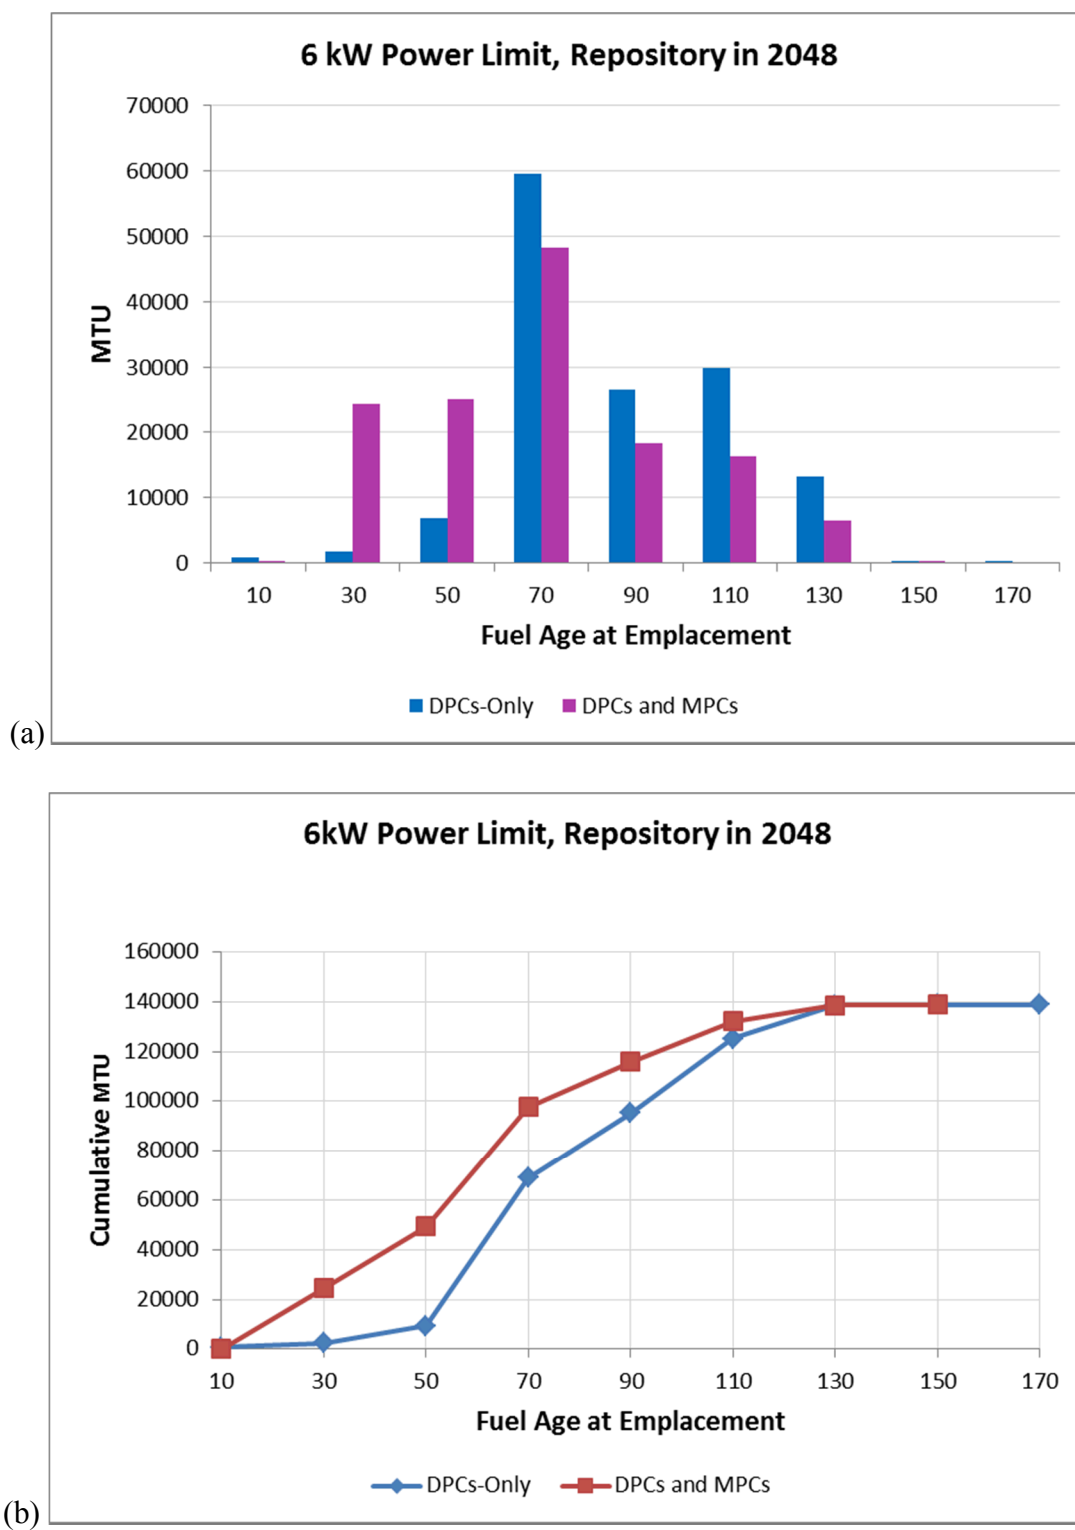 6 kW Power Limit, Repository in 2048
70000
60000
50000
40000
30000
20000
10000
0
MTU
10 30 50 70 90 110 130 150 170
Fuel Age at Emplacement
DPCs-Only DPCs and MPCs
(a)
6kW Power Limit, Repository in 2048
160000
140000
120000
100000
80000
60000
40000
20000
0
Cumulative MTU
10 30 50 70 90 110 130 150 170
Fuel Age at Emplacement
DPCs-Only DPCs and MPCs
(b)